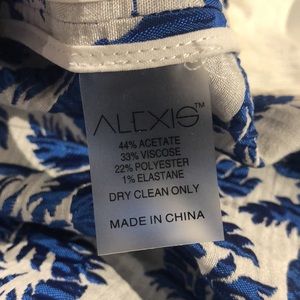 ALEXIS™
44% ACETATE
33% VISCOSE
22% POLYESTER
1% ELASTANE
DRY CLEAN ONLY
MADE IN CHINA